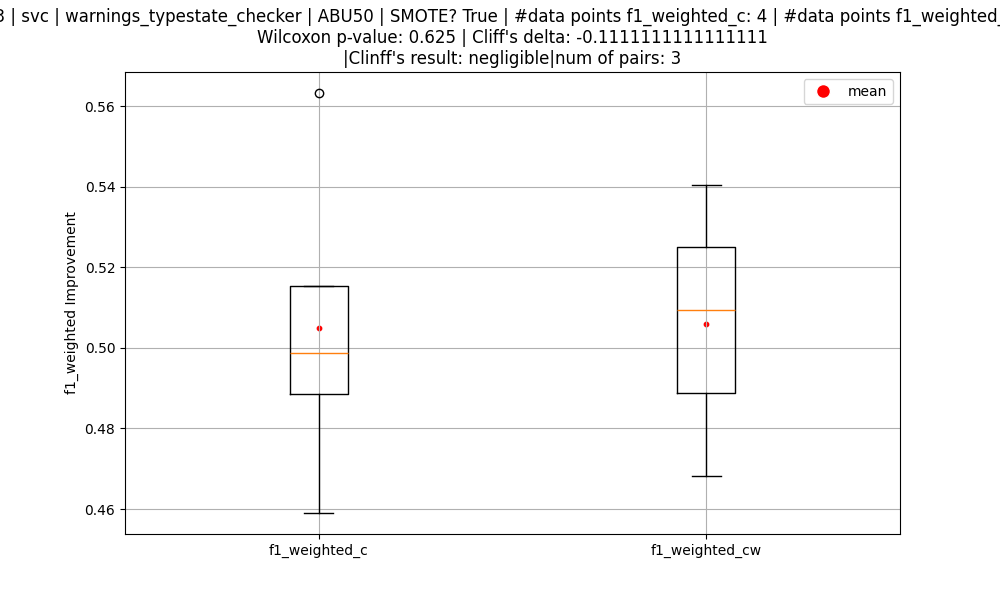 | svc | warnings_typestate_checker | ABU50 | SMOTE? True | #data points f1_weighted_c: 4 | #data points f1_weighted_
Wilcoxon p-value: 0.625 | Cliff's delta: -0.1111111111111111
|Clinff's result: negligible|num of pairs: 3
mean
0.56
0.54
0.52
0.50
0.48
0.46
f1_weighted Improvement
f1_weighted_c
f1_weighted_cw